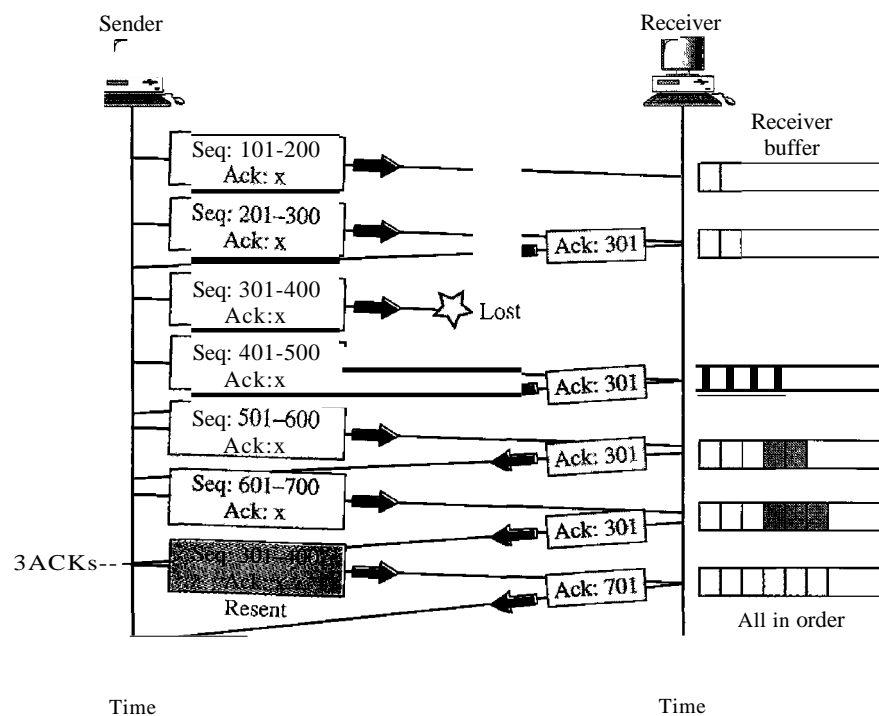 Sender
Receiver
Receiver
buffer
Seq: 101-200
Ack: x
Seq: 201–300
Ack: x
Ack: 301
Seq: 301-400
Ack:x
Lost
Seq: 401-500
Ack:x
Ack: 301
Seq: 501–600
Ack:x
Ack: 301
Seq: 601–700
Ack: x
Ack: 301
3ACKs--
Seq: 301–400
Ack: x
Resent
Ack: 701
All in order
Time
Time